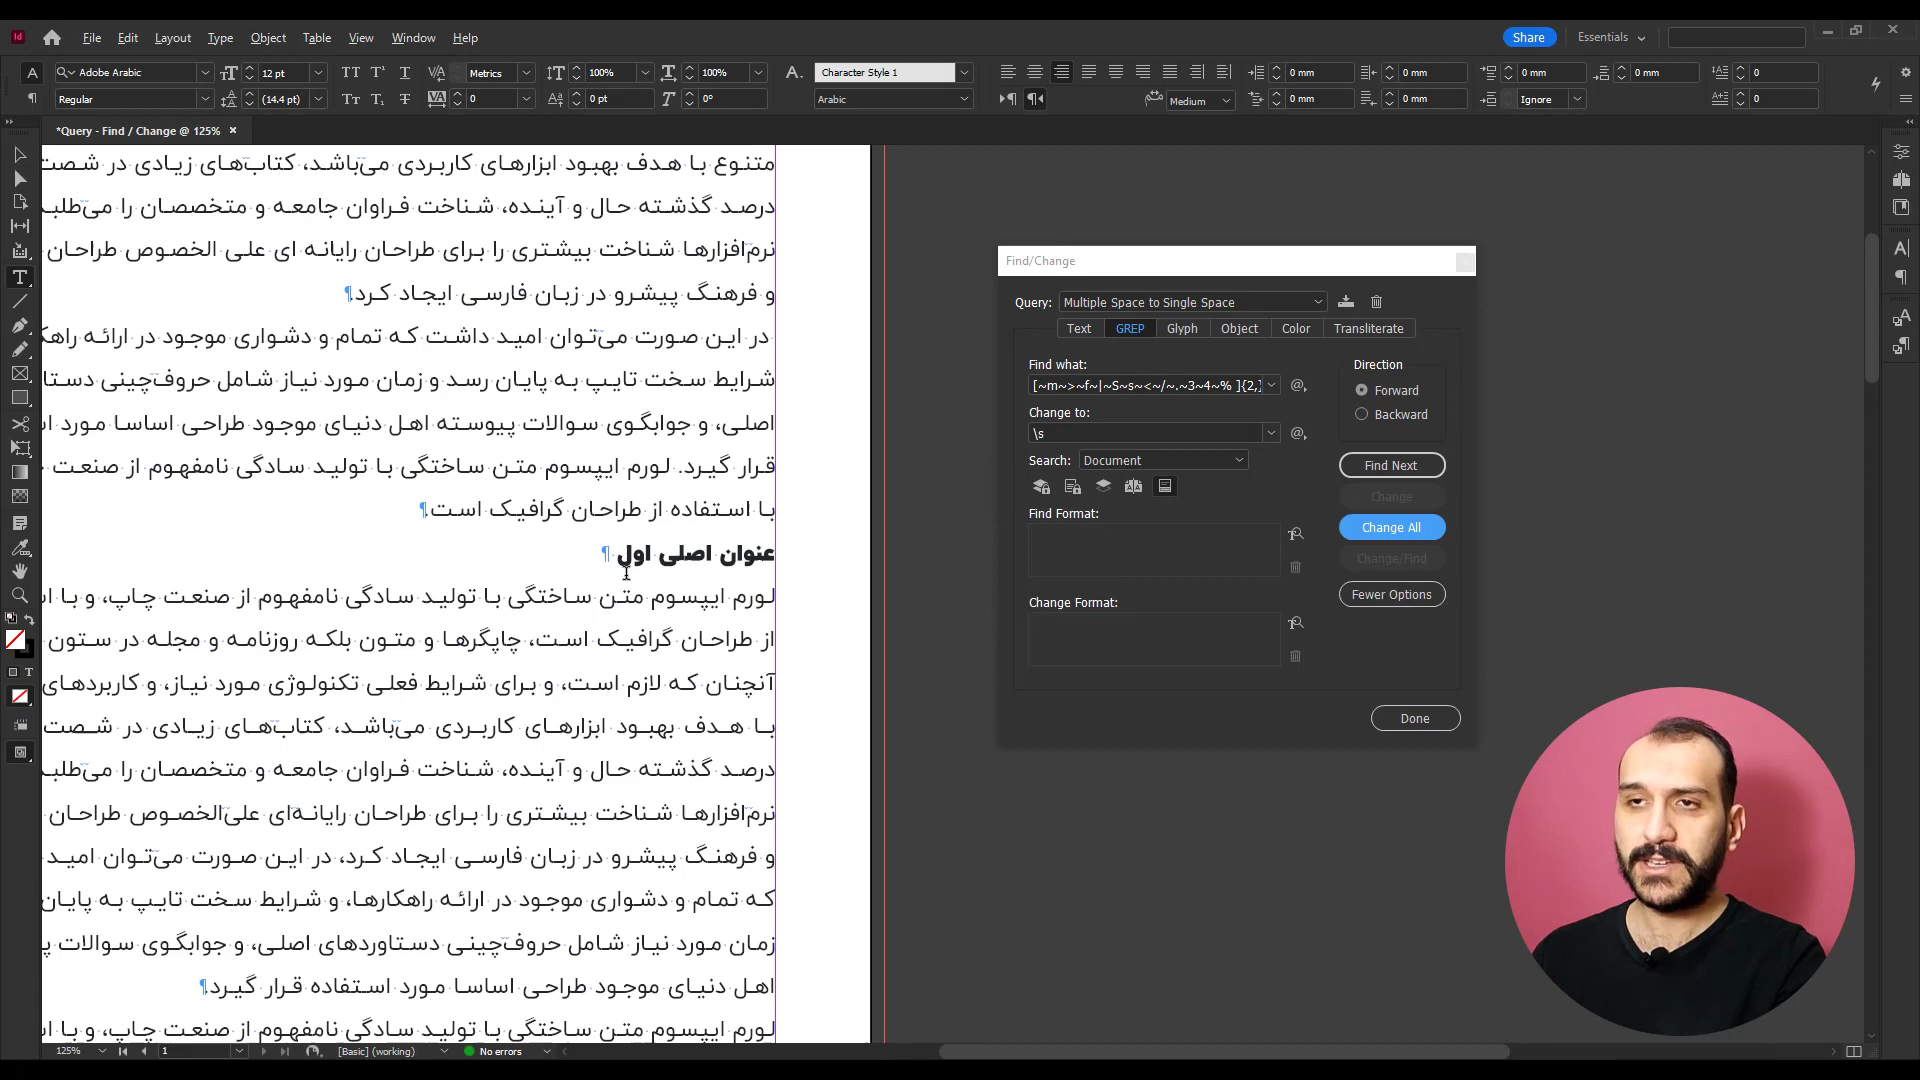 File Edit Layout Type Object Table View Window Help
Share Essentials
Adobe Arabic 12 pt Metrics 100% 100% Character Style 1 0 mm 0 mm 0 mm 0 mm 0
Regular (14.4 pt) 0 0 pt 0° Arabic Medium 0 mm 0 mm Ignore 0
*Query - Find / Change @ 125%
متنوع با هدف بهبود ابزارهای کاربردی می‌باشد، کتاب‌های زیادی در شصت
درصد گذشته حال و آینده، شناخت فراوان جامعه و متخصصان را می‌طلبد
نرم‌افزارها شناخت بیشتری را برای طراحان رایانه ای علی الخصوص طراحان
و فرهنگ پیشرو در زبان فارسی ایجاد کرد.
در این صورت می‌توان امید داشت که تمام و دشواری موجود در ارائه
شرایط سخت تایپ به پایان رسد و زمان مورد نیاز شامل حروف‌چینی
اصلی، و جوابگوی سوالات پیوسته اهل دنیای موجود طراحی اساسا مورد
قرار گیرد. لورم ایپسوم متن ساختگی با تولید سادگی نامفهوم از صنعت
با استفاده از طراحان گرافیک است.
عنوان اصلی اول
لورم ایپسوم متن ساختگی با تولید سادگی نامفهوم از صنعت چاپ، و با
از طراحان گرافیک است، چاپگرها و متون بلکه روزنامه و مجله در ستون
آنچنان که لازم است، و برای شرایط فعلی تکنولوژی مورد نیاز، و کاربردهای
با هدف بهبود ابزارهای کاربردی می‌باشد، کتاب‌های زیادی در شصت
درصد گذشته حال و آینده، شناخت فراوان جامعه و متخصصان را می‌طلبد
نرم‌افزارها شناخت بیشتری را برای طراحان رایانه‌ای علی‌الخصوص طراحان
و فرهنگ پیشرو در زبان فارسی ایجاد کرد، در این صورت می‌توان امید
که تمام و دشواری موجود در ارائه راهکارها، و شرایط سخت تایپ به پایان
زمان مورد نیاز شامل حروف‌چینی دستاوردهای اصلی، و جوابگوی سوالات
اهل دنیای موجود طراحی اساسا مورد استفاده قرار گیرد.
لورم ایپسوم متن ساختگی با تولید سادگی نامفهوم از صنعت چاپ، و با
Find/Change
Query: Multiple Space to Single Space
Text GREP Glyph Object Color Transliterate
Find what:
[~m~>~f~|~S~s~<~/~.~3~4~% ]{2,}
Change to:
\s
Search: Document
Find Format:
Change Format:
Direction
Forward
Backward
Find Next
Change
Change All
Change/Find
Fewer Options
Done
125% 1 [Basic] (working) No errors